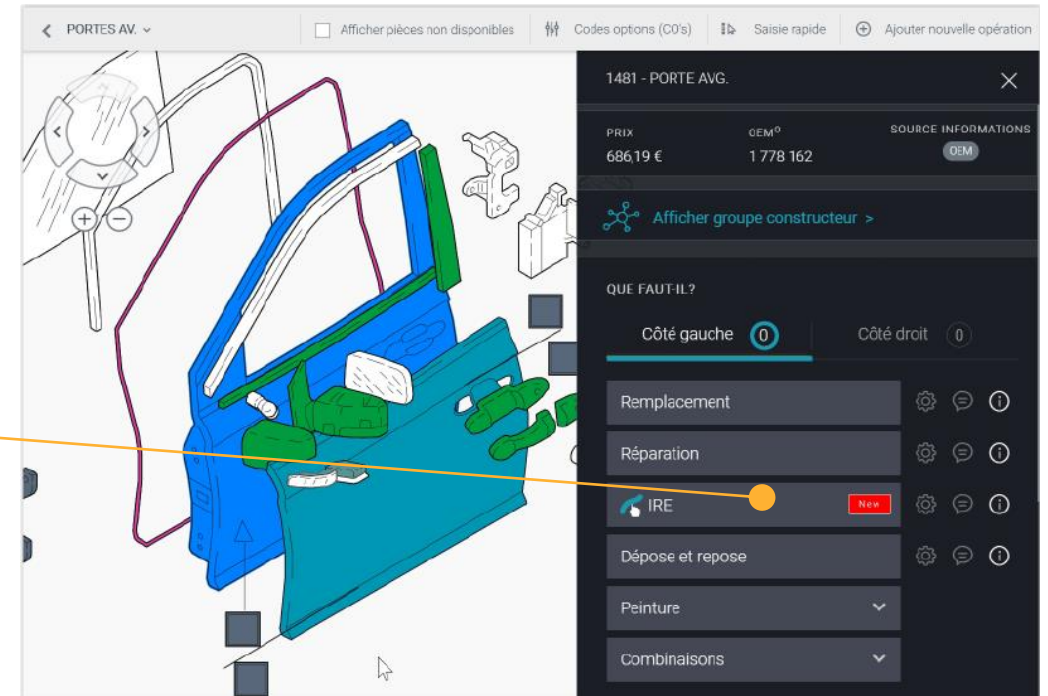 PORTES AV.
Afficher pièces non disponibles
Codes options (C0's)
Saisie rapide
Ajouter nouvelle opération
1481 - PORTE AVG.
PRIX
OEM⁰
SOURCE INFORMATIONS
686,19 €
1 778 162
OEM
Afficher groupe constructeur >
QUE FAUT-IL?
Côté gauche 0
Côté droit 0
Remplacement
Réparation
IRE New
Dépose et repose
Peinture
Combinaisons